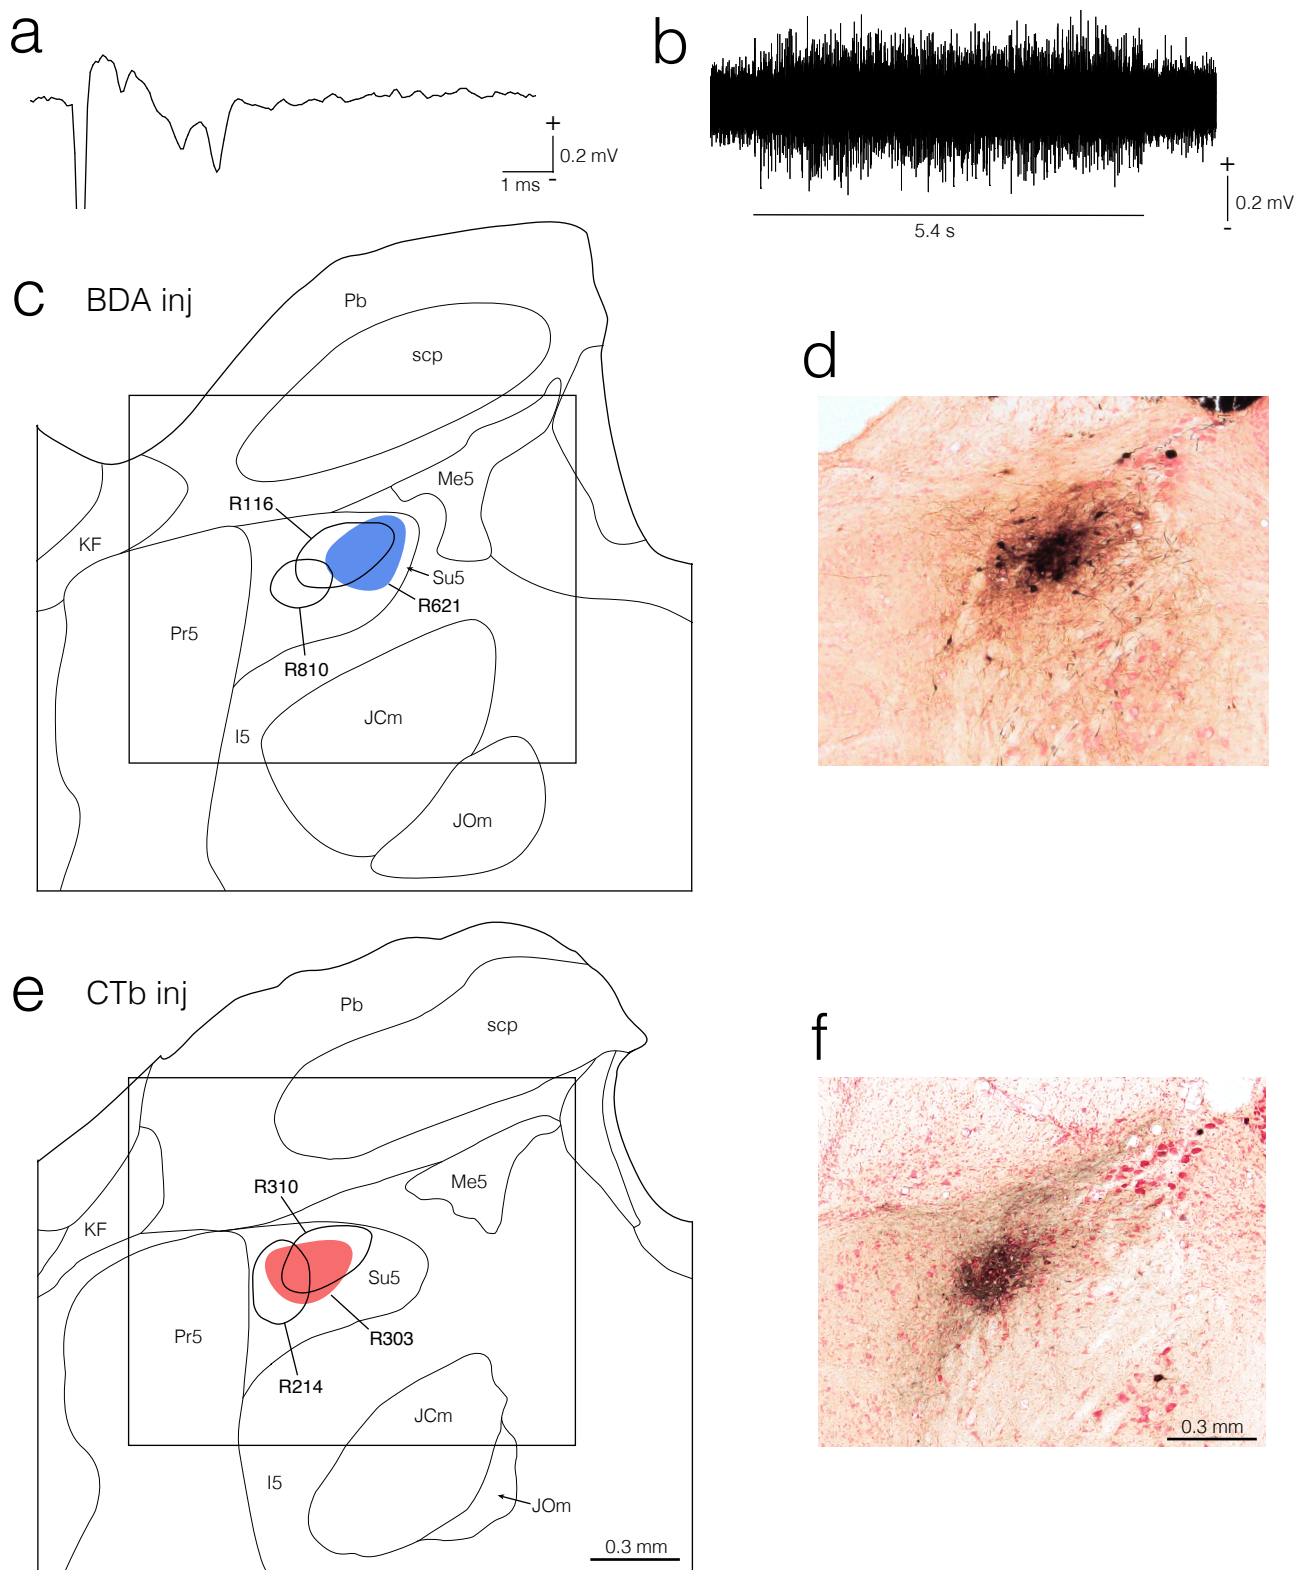 a
+
0.2 mV
1 ms
-
b
+
0.2 mV
-
5.4 s
c
BDA inj
Pb
scp
Me5
R116
KF
Su5
R621
Pr5
R810
JCm
I5
JOm
d
e
CTb inj
Pb
scp
Me5
R310
KF
Su5
Pr5
R303
R214
JCm
I5
JOm
0.3 mm
f
0.3 mm